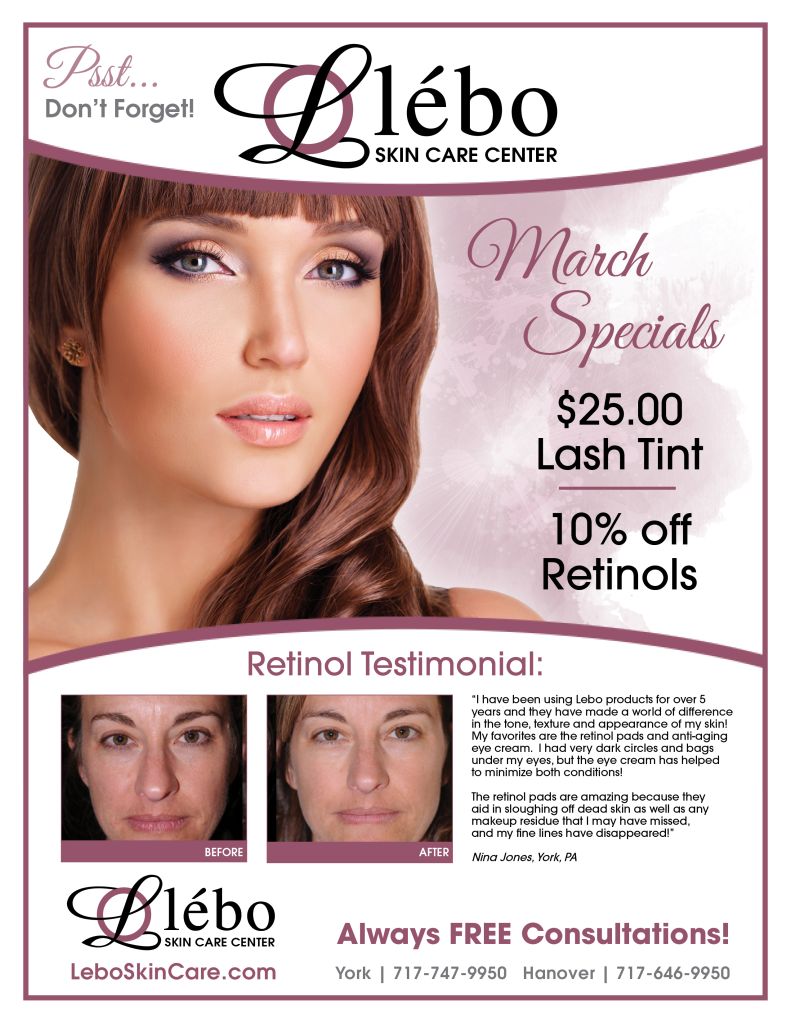 Psst...
Don't Forget!
L lébo
SKIN CARE CENTER
March
Specials
$25.00
Lash Tint
10% off
Retinols
Retinol Testimonial:
BEFORE
AFTER
"I have been using Lebo products for over 5
years and they have made a world of difference
in the tone, texture and appearance of my skin!
My favorites are the retinol pads and anti-aging
eye cream.  I had very dark circles and bags
under my eyes, but the eye cream has helped
to minimize both conditions!
The retinol pads are amazing because they
aid in sloughing off dead skin as well as any
makeup residue that I may have missed,
and my fine lines have disappeared!"
Nina Jones, York, PA
L lébo
SKIN CARE CENTER
LeboSkinCare.com
Always FREE Consultations!
York | 717-747-9950   Hanover | 717-646-9950